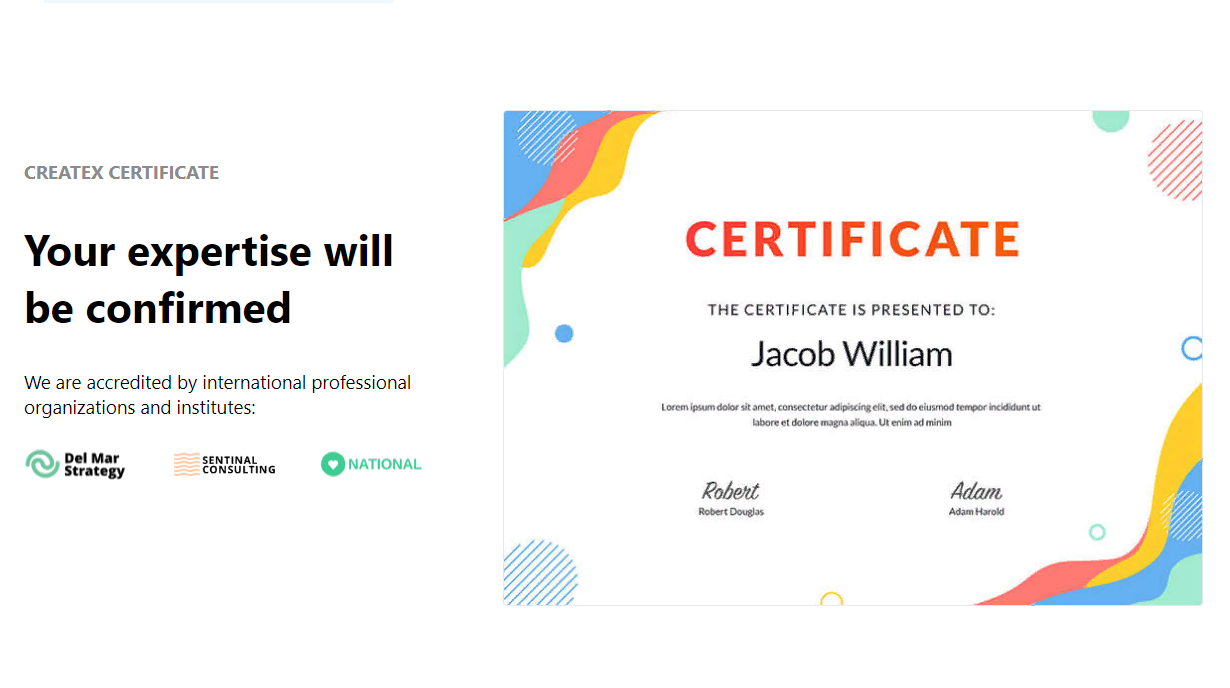 CREATEX CERTIFICATE
Your expertise will
be confirmed
We are accredited by international professional
organizations and institutes:
Del Mar
Strategy
SENTINAL
CONSULTING
NATIONAL
CERTIFICATE
THE CERTIFICATE IS PRESENTED TO:
Jacob William
Lorem ipsum dolor sit amet, consectetur adipiscing elit, sed do eiusmod tempor incididunt ut
labore et dolore magna aliqua. Ut enim ad minim
Robert
Robert Douglas
Adam
Adam Harold